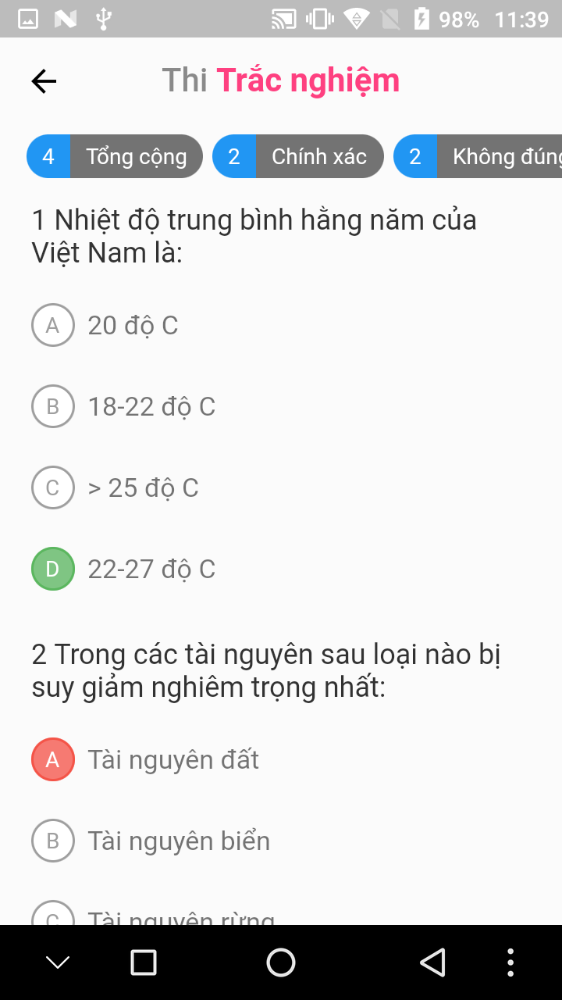 98% 11:39
Thi Trắc nghiệm
4 Tổng cộng 2 Chính xác 2 Không đúng
1 Nhiệt độ trung bình hằng năm của
Việt Nam là:
A 20 độ C
B 18-22 độ C
C > 25 độ C
D 22-27 độ C
2 Trong các tài nguyên sau loại nào bị
suy giảm nghiêm trọng nhất:
A Tài nguyên đất
B Tài nguyên biển
C Tài nguyên rừng